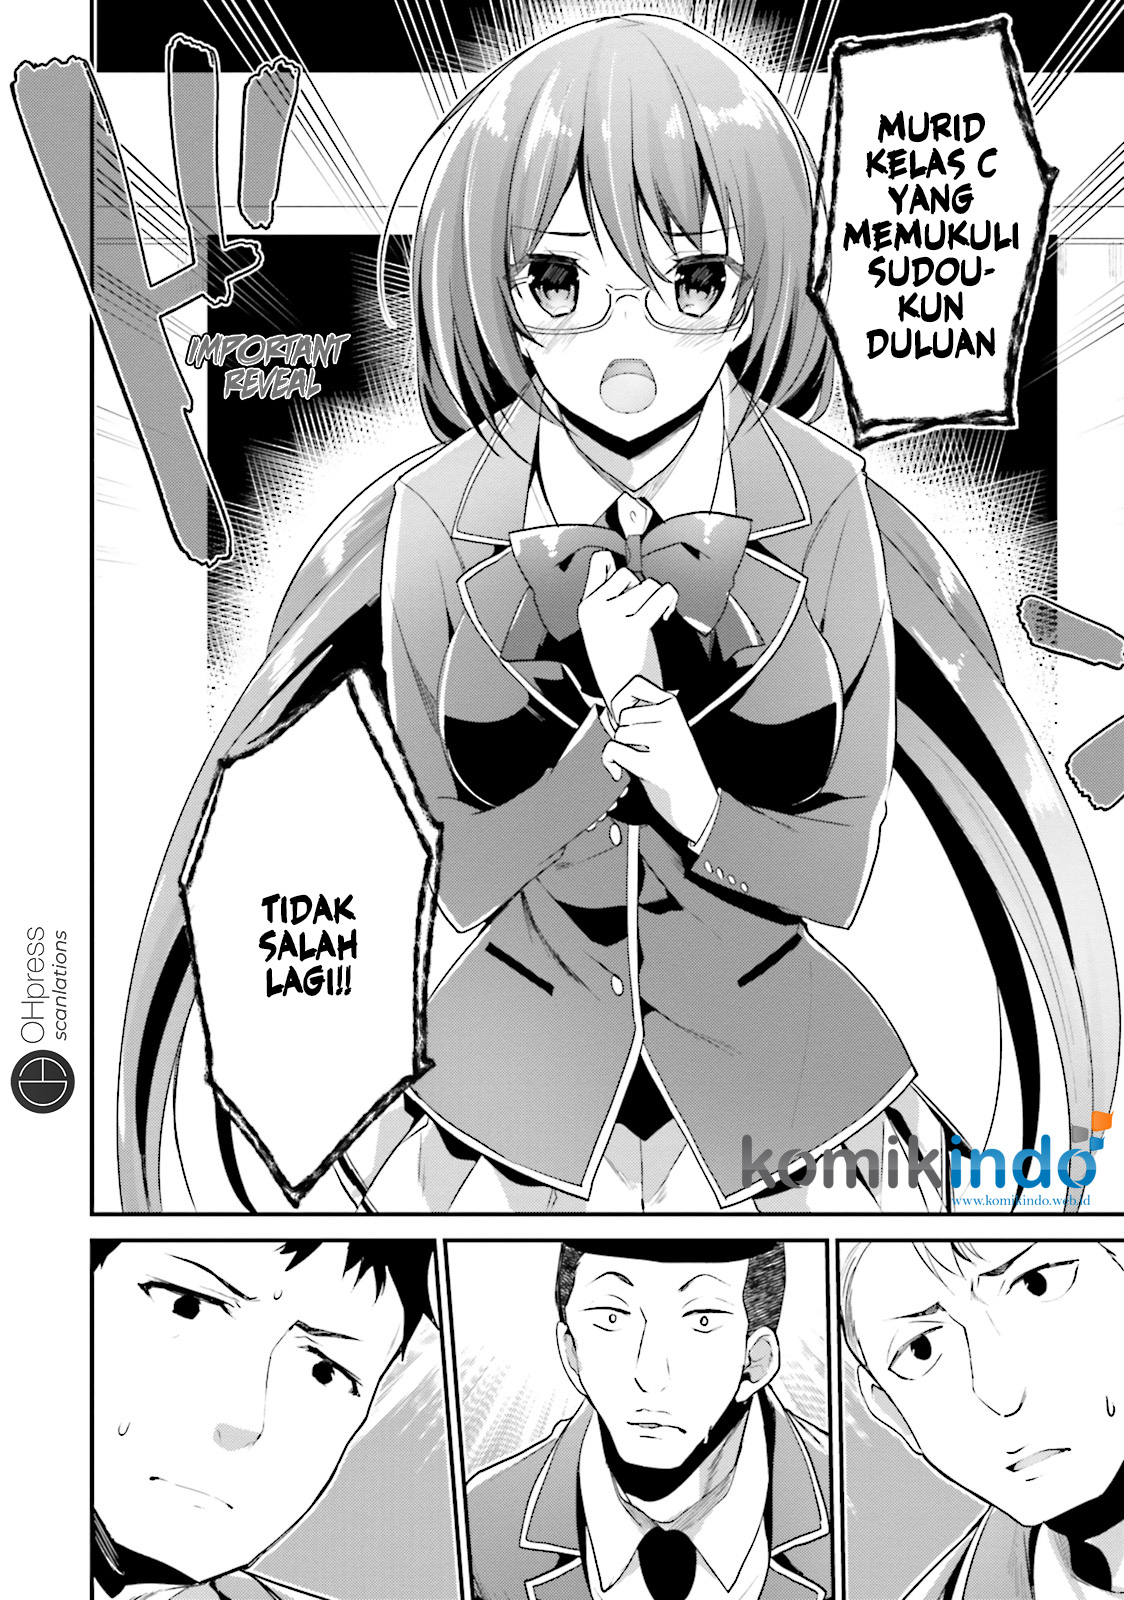 MURID
KELAS C
YANG
MEMUKULI
SUDOU-
KUN
DULUAN
IMPORTANT
REVEAL
TIDAK
SALAH
LAGI!!
OHpress
scanlations
komikindo
www.komikindo.web.id